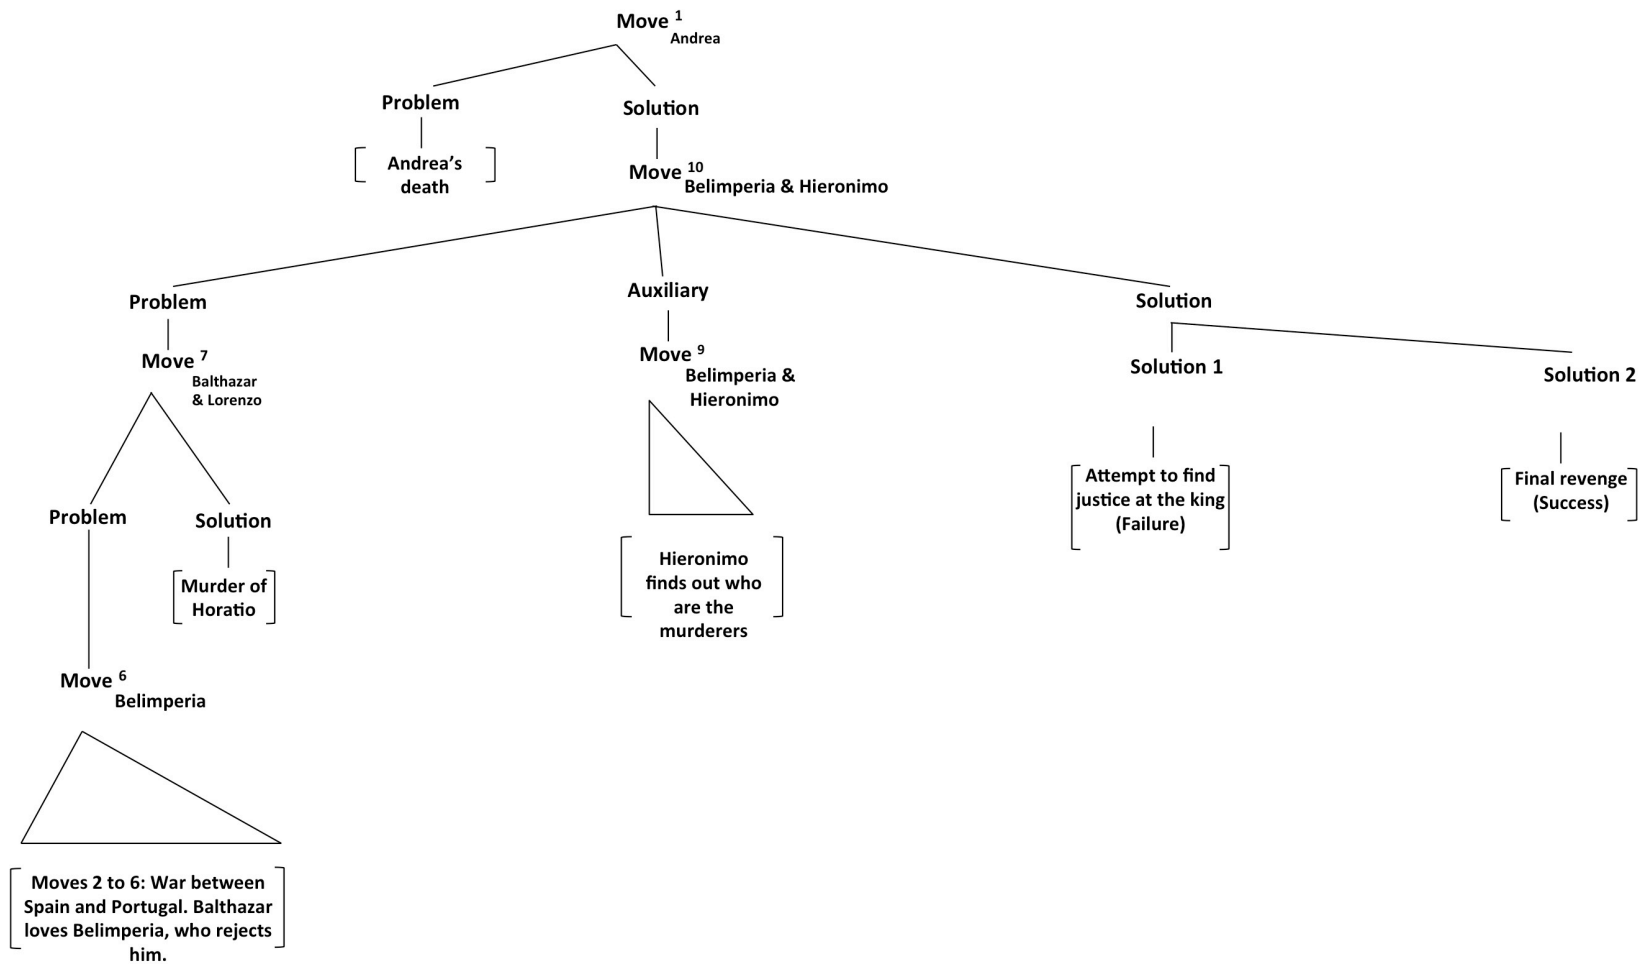 Move 1
Andrea
Problem
Solution
Andrea's
death
Move 10
Belimperia & Hieronimo
Problem
Auxiliary
Solution
Move 7
Balthazar
& Lorenzo
Move 9
Belimperia &
Hieronimo
Solution 1
Solution 2
Attempt to find
justice at the king
(Failure)
Final revenge
(Success)
Problem
Solution
Murder of
Horatio
Hieronimo
finds out who
are the
murderers
Move 6
Belimperia
Moves 2 to 6: War between
Spain and Portugal. Balthazar
loves Belimperia, who rejects
him.